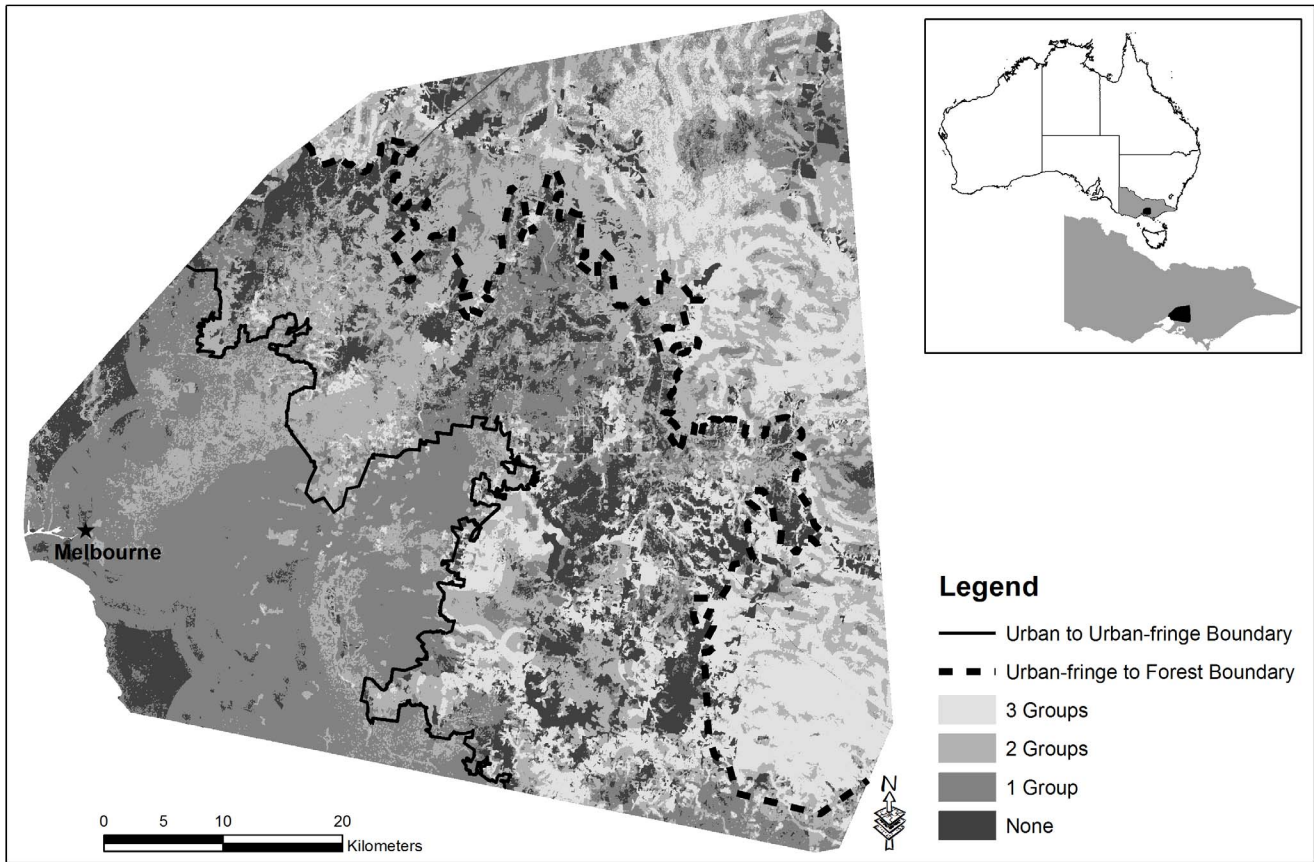 Melbourne
0 5 10 20
Kilometers
N
Legend
Urban to Urban-fringe Boundary
Urban-fringe to Forest Boundary
3 Groups
2 Groups
1 Group
None